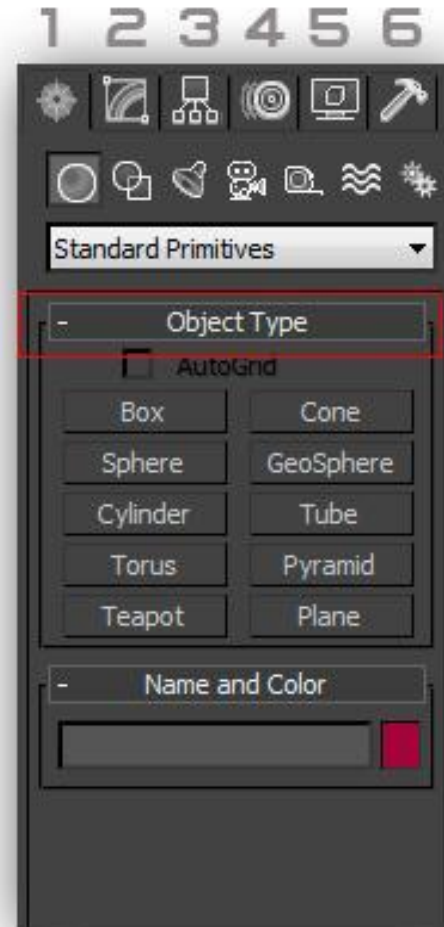 1 2 3 4 5 6
Standard Primitives
- Object Type
AutoGrid
Box Cone
Sphere GeoSphere
Cylinder Tube
Torus Pyramid
Teapot Plane
- Name and Color